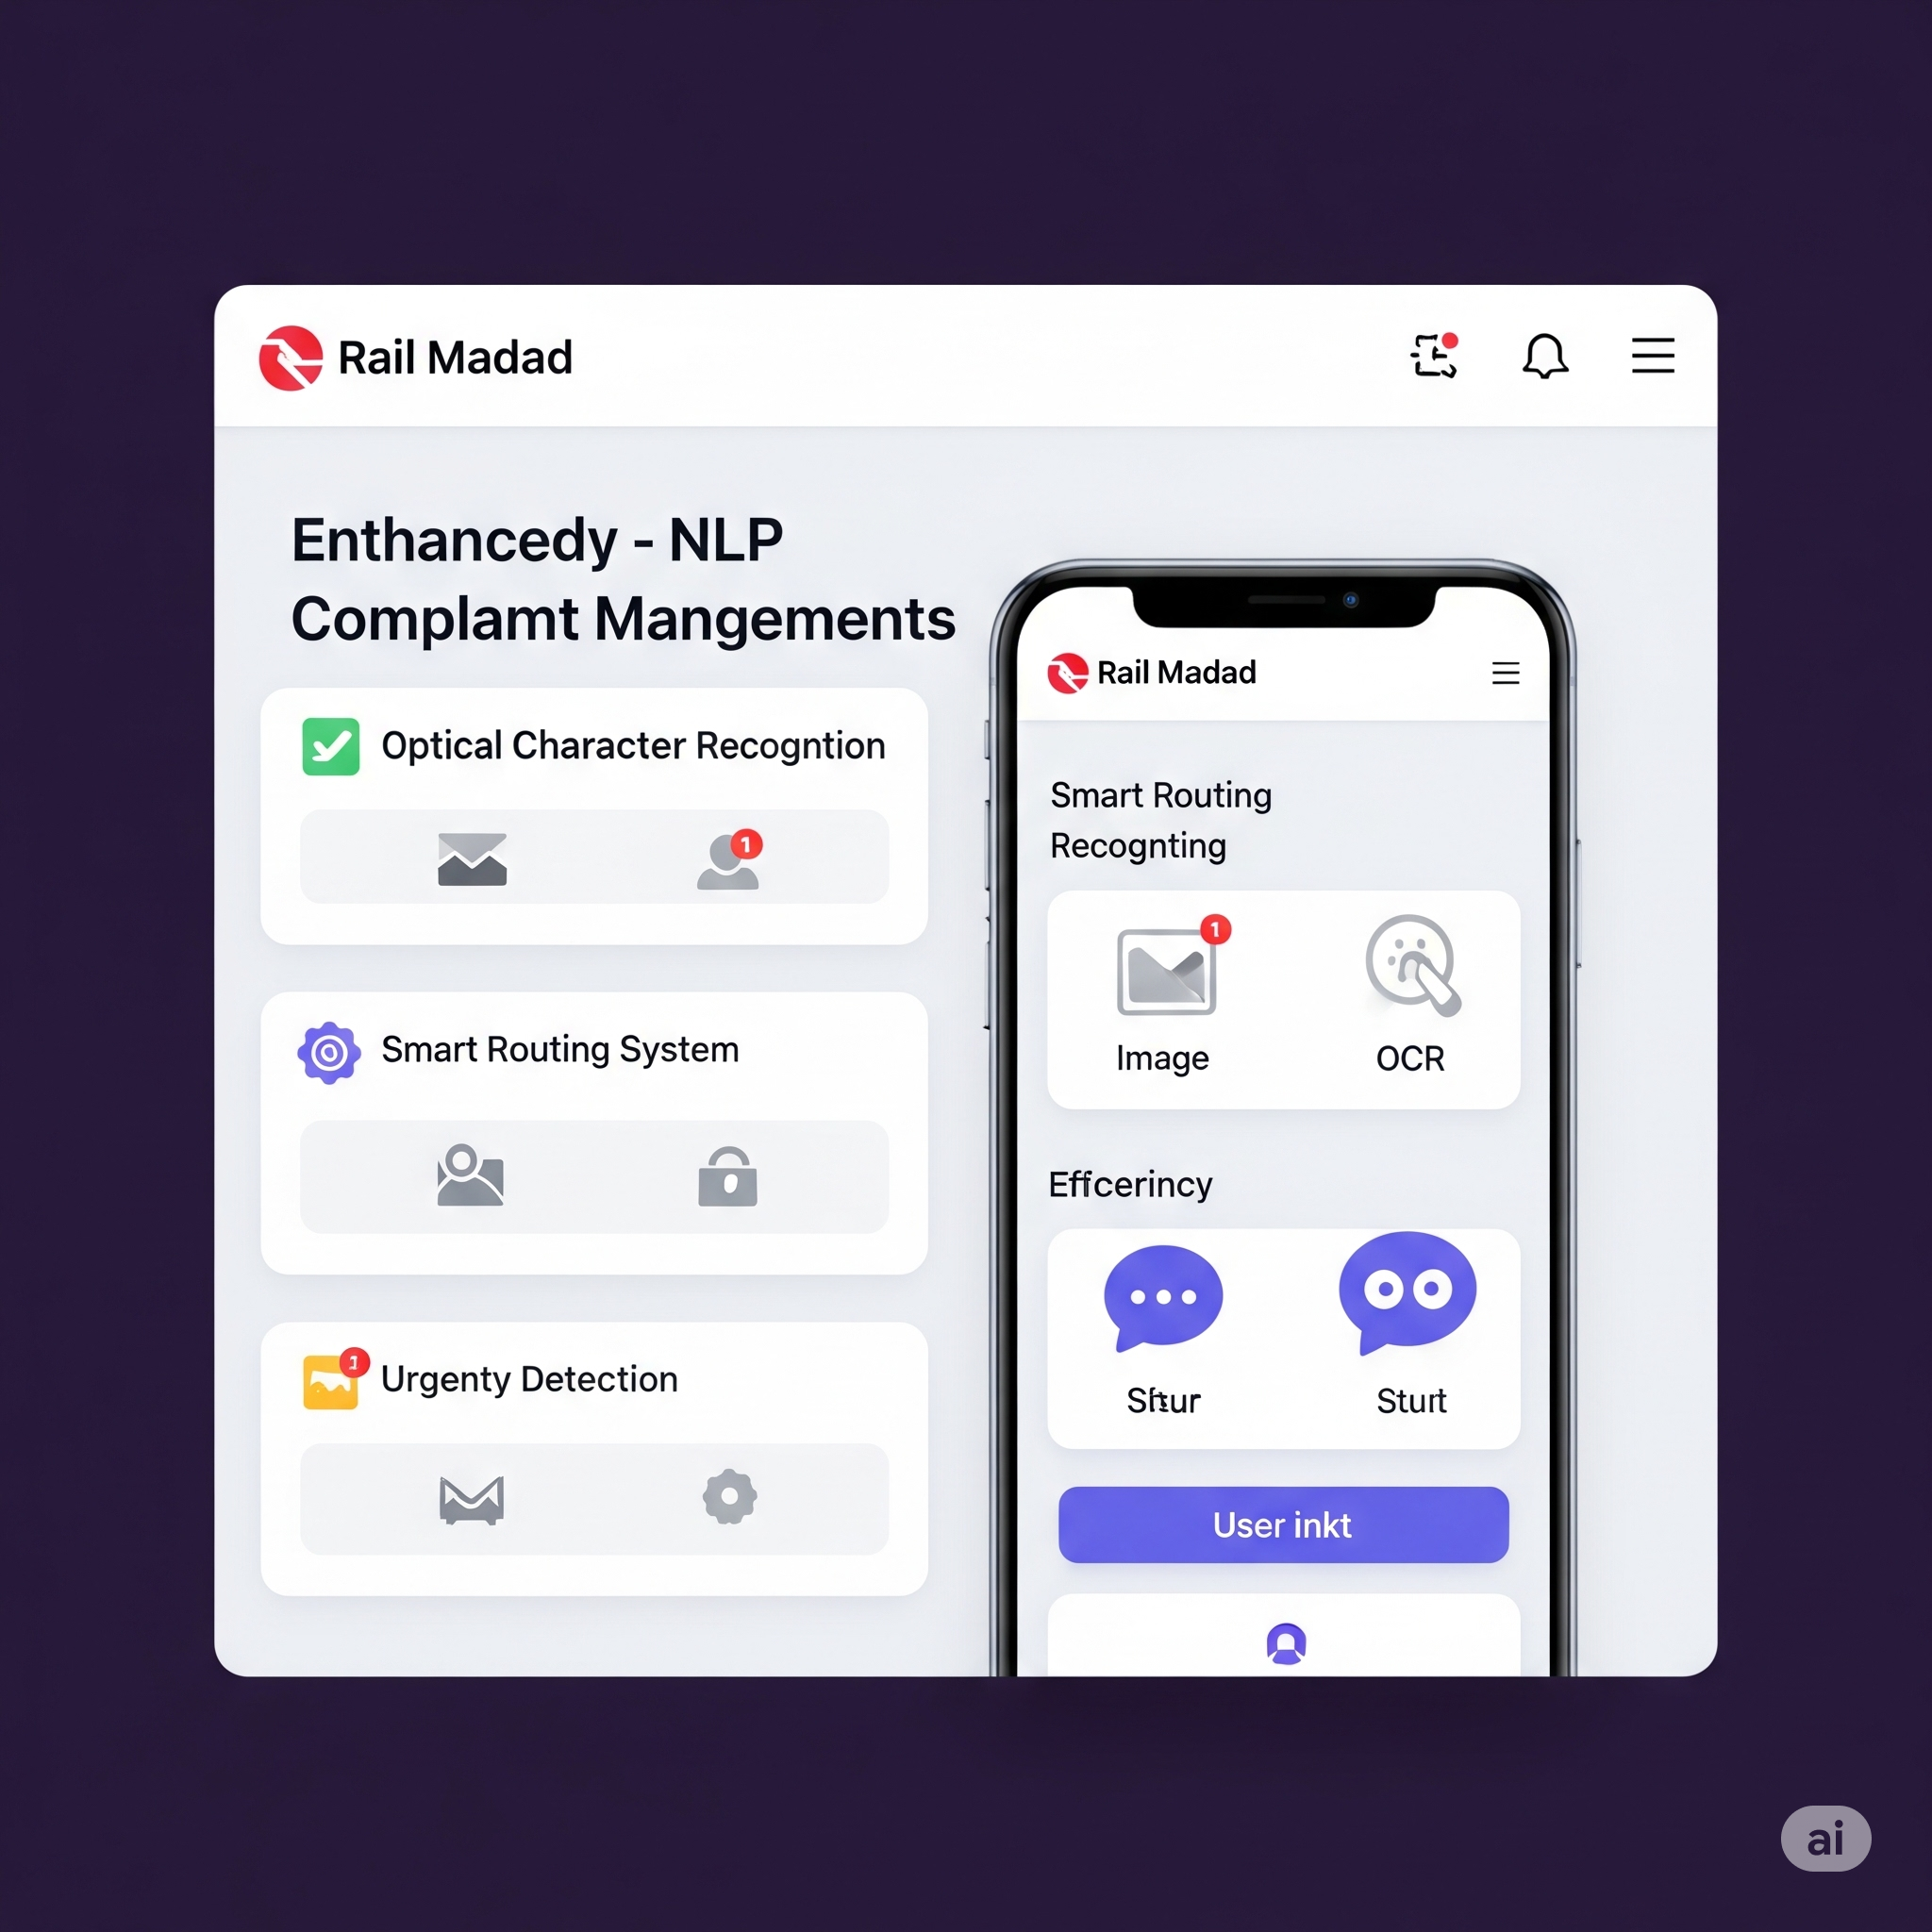 Rail Madad
Enthancedy - NLP
Complamt Mangements
Optical Character Recogntion
1
Smart Routing System
1
Urgenty Detection
Rail Madad
Smart Routing
Recognting
1
Image
OCR
Effcerincy
Sturt
User inkt
ai